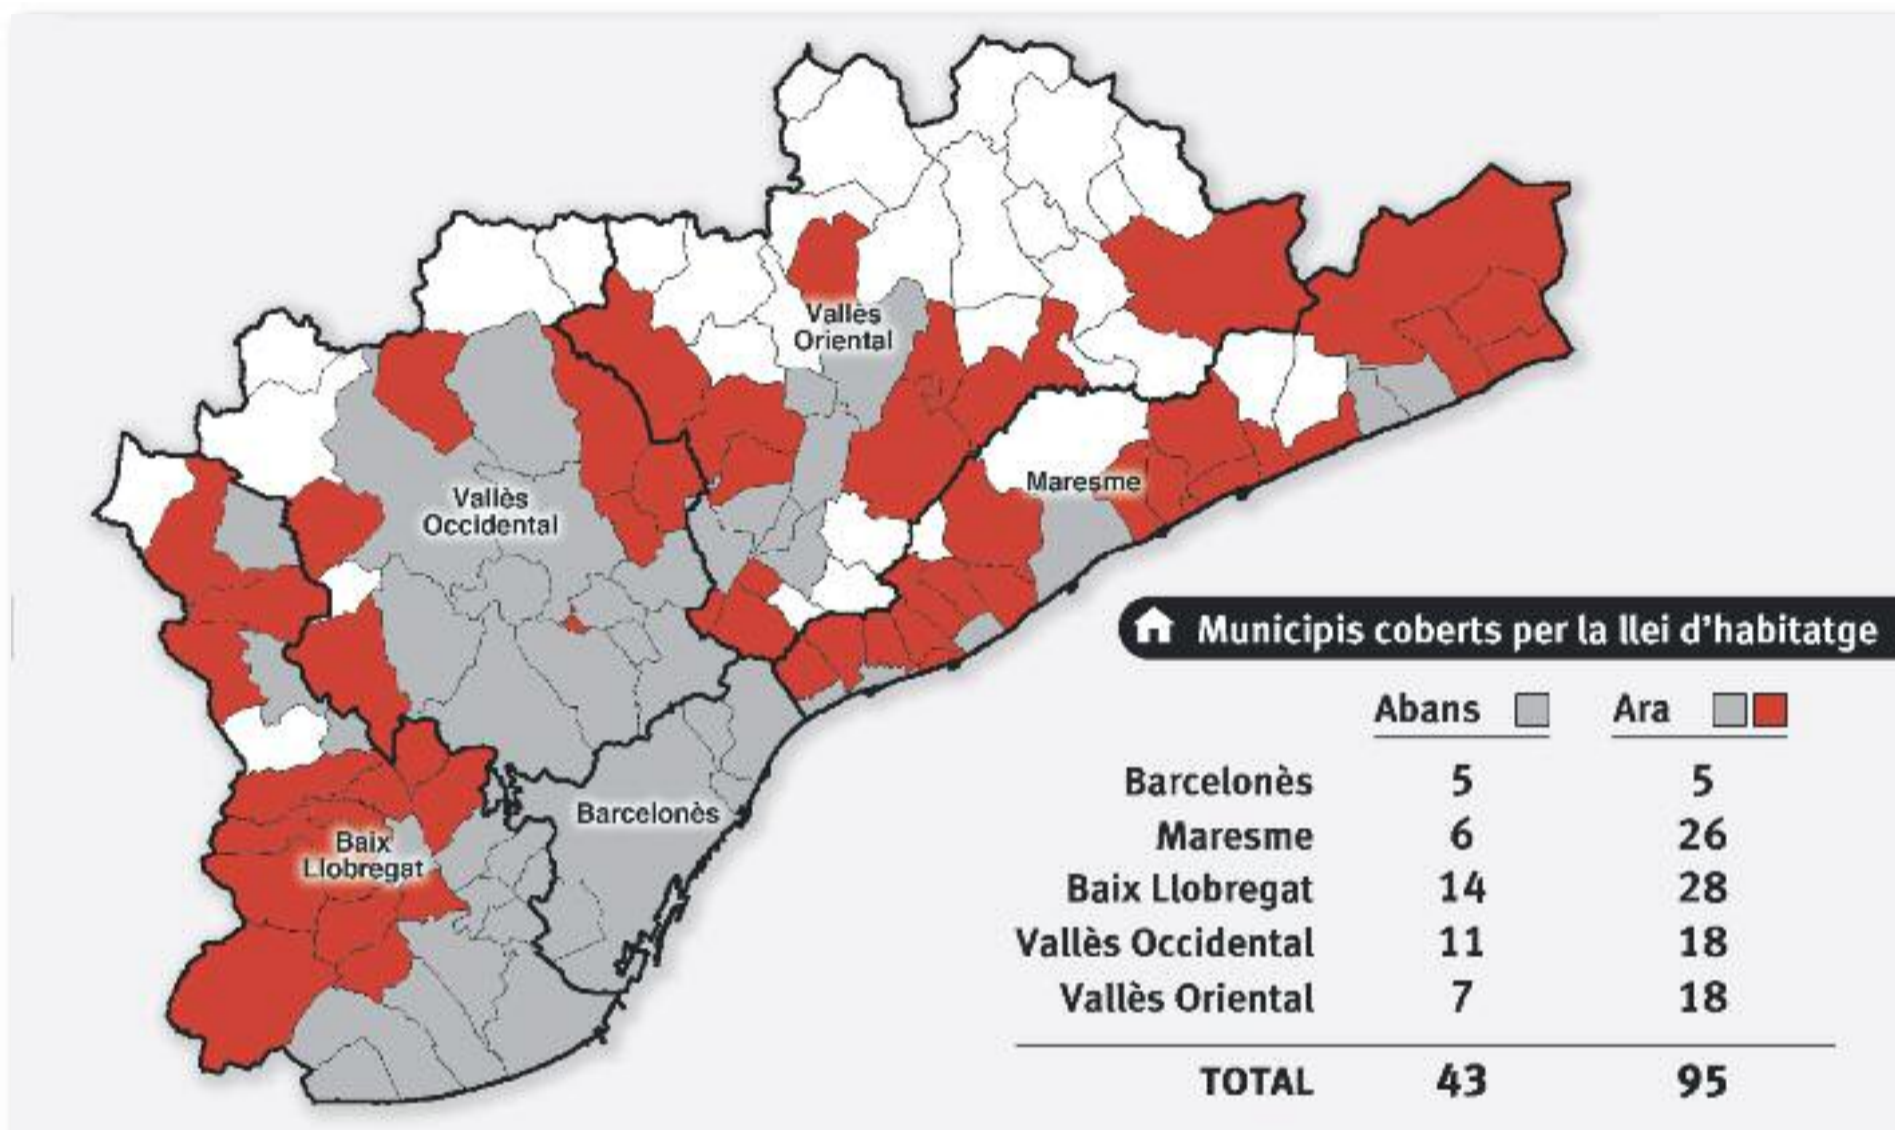 Vallès
Oriental
Maresme
Vallès
Occidental
Barcelonès
Baix
Llobregat
Municipis coberts per la llei d'habitatge
Abans Ara
Barcelonès 5 5
Maresme 6 26
Baix Llobregat 14 28
Vallès Occidental 11 18
Vallès Oriental 7 18
TOTAL 43 95